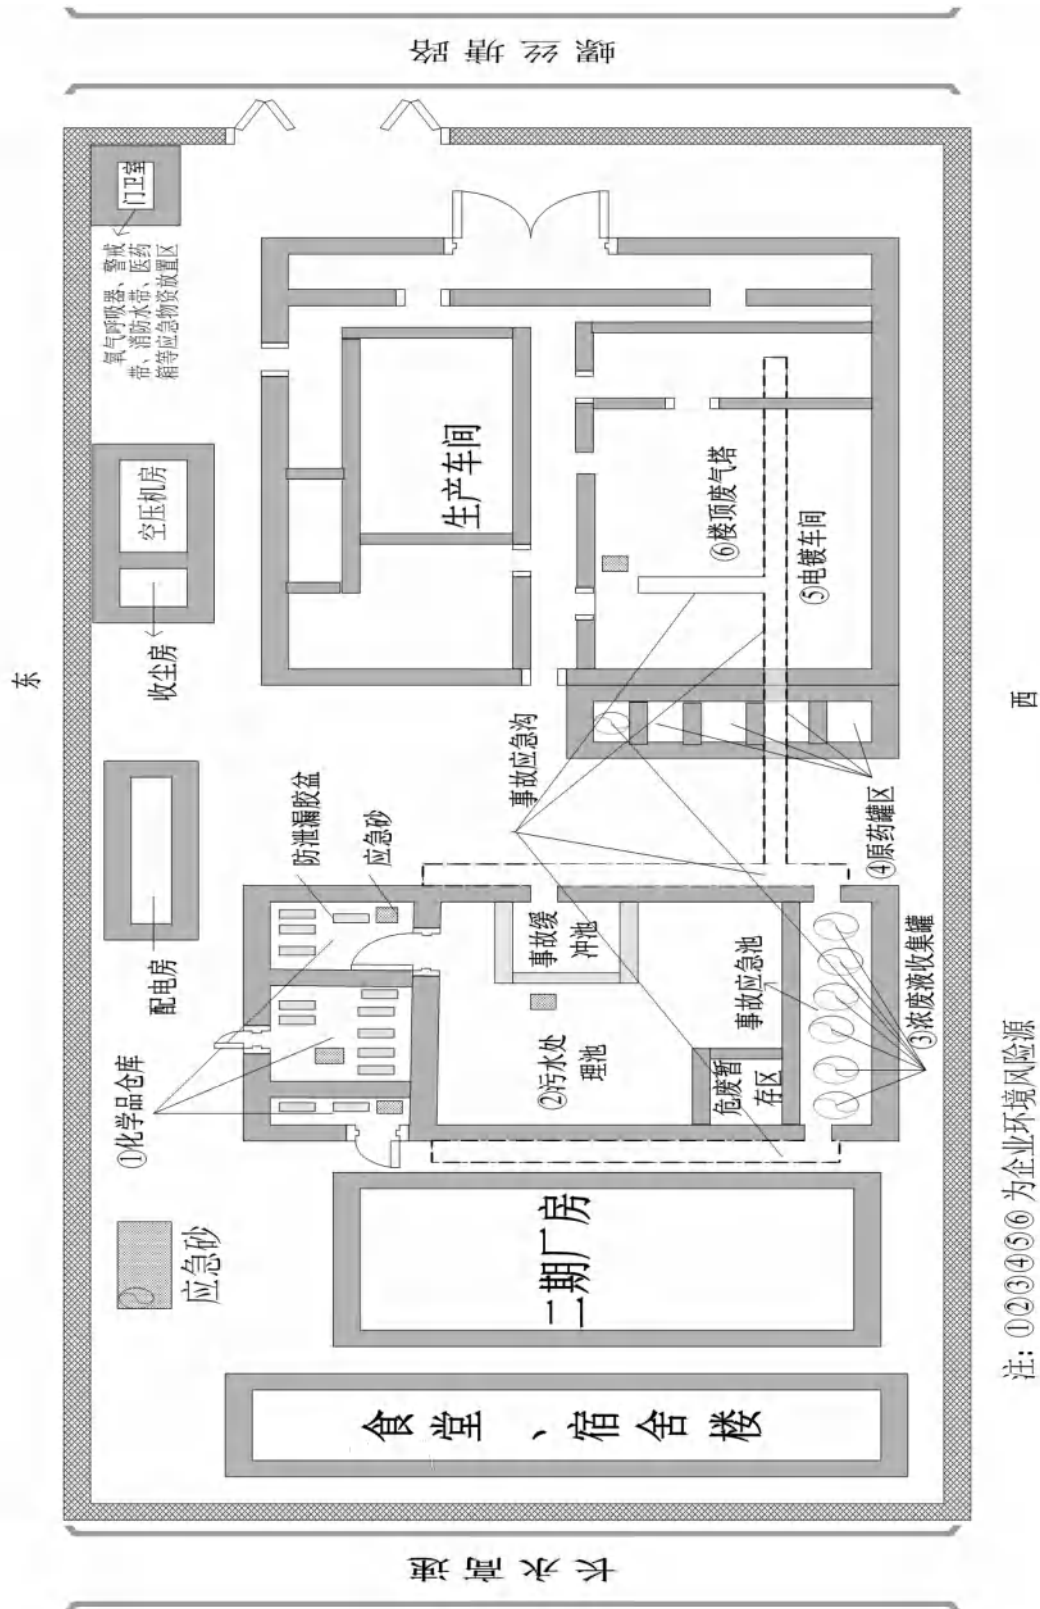 螺丝塘路
门卫室
氧气呼吸器、警戒
带、消防水带、医药
箱等应急物资放置区
空压机房
收尘房
配电房
东
西
生产车间
⑥楼顶废气塔
⑤电镀车间
事故应急沟
④原药罐区
防泄漏胶盆
应急砂
①化学品仓库
事故缓
冲池
②污水处
理池
事故应急池
危废暂
存区
③浓废液收集罐
应急砂
二期厂房
食堂、宿舍楼
长永高速
注：①②③④⑤⑥为企业环境风险源